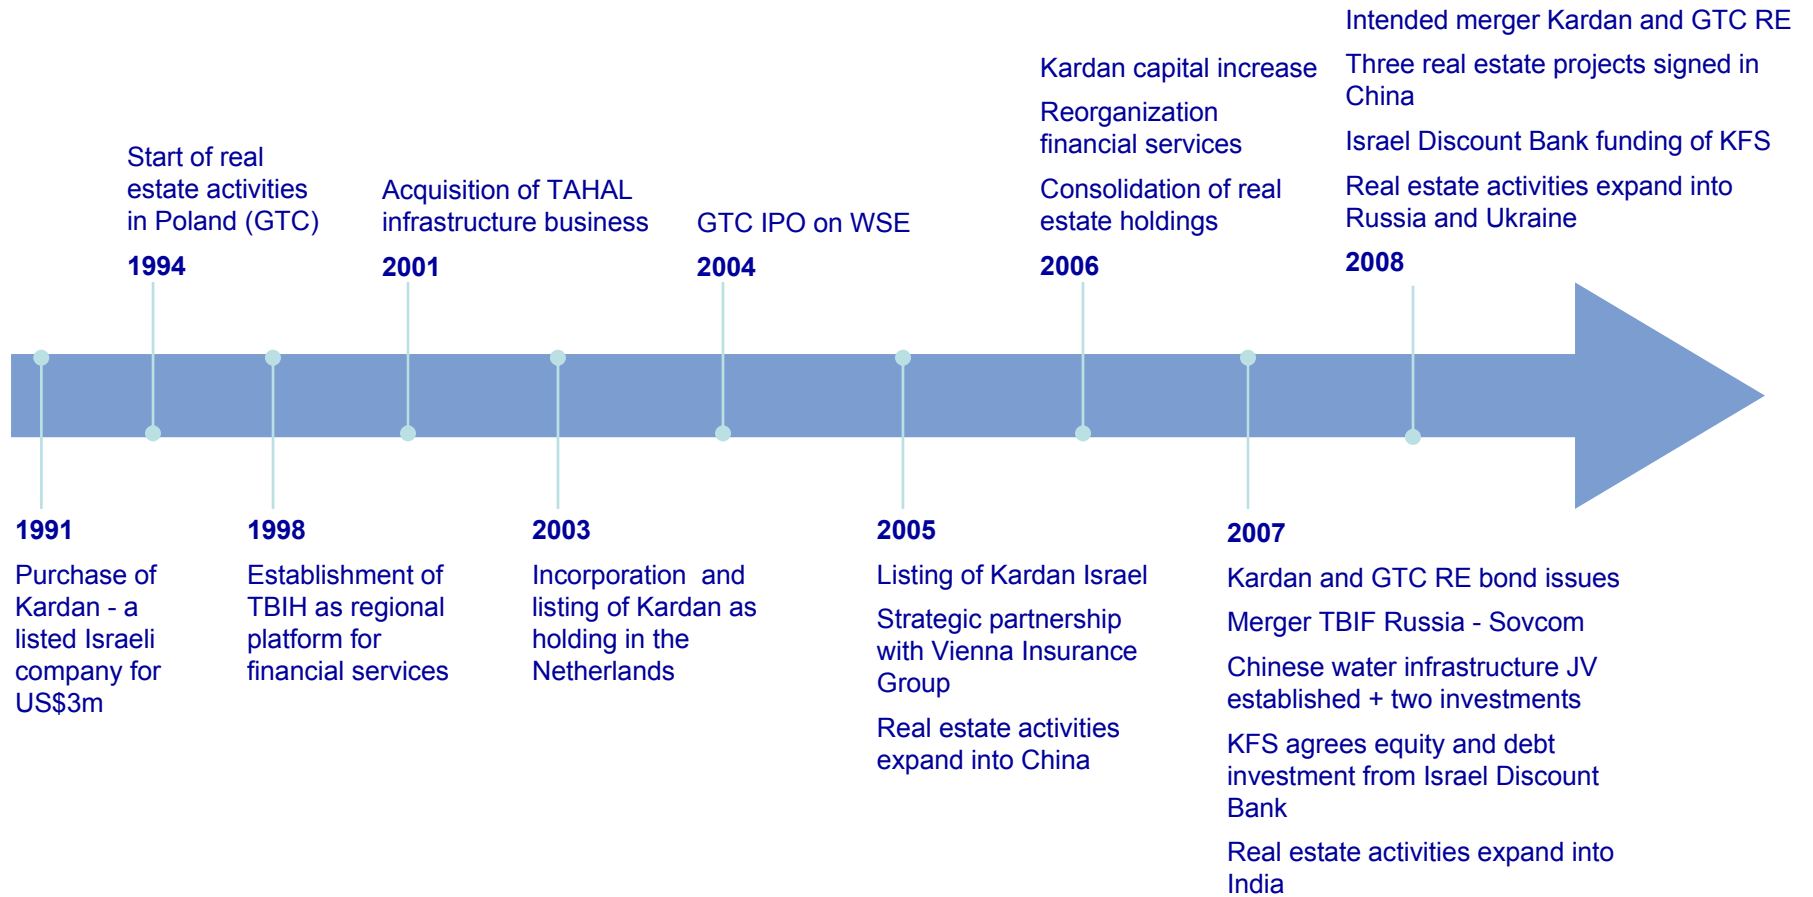 Start of real
estate activities
in Poland (GTC)
1994
Acquisition of TAHAL
infrastructure business
2001
GTC IPO on WSE
2004
Kardan capital increase
Reorganization
financial services
Consolidation of real
estate holdings
2006
Intended merger Kardan and GTC RE
Three real estate projects signed in
China
Israel Discount Bank funding of KFS
Real estate activities expand into
Russia and Ukraine
2008
1991
Purchase of
Kardan - a
listed Israeli
company for
US$3m
1998
Establishment of
TBIH as regional
platform for
financial services
2003
Incorporation  and
listing of Kardan as
holding in the
Netherlands
2005
Listing of Kardan Israel
Strategic partnership
with Vienna Insurance
Group
Real estate activities
expand into China
2007
Kardan and GTC RE bond issues
Merger TBIF Russia - Sovcom
Chinese water infrastructure JV
established + two investments
KFS agrees equity and debt
investment from Israel Discount
Bank
Real estate activities expand into
India